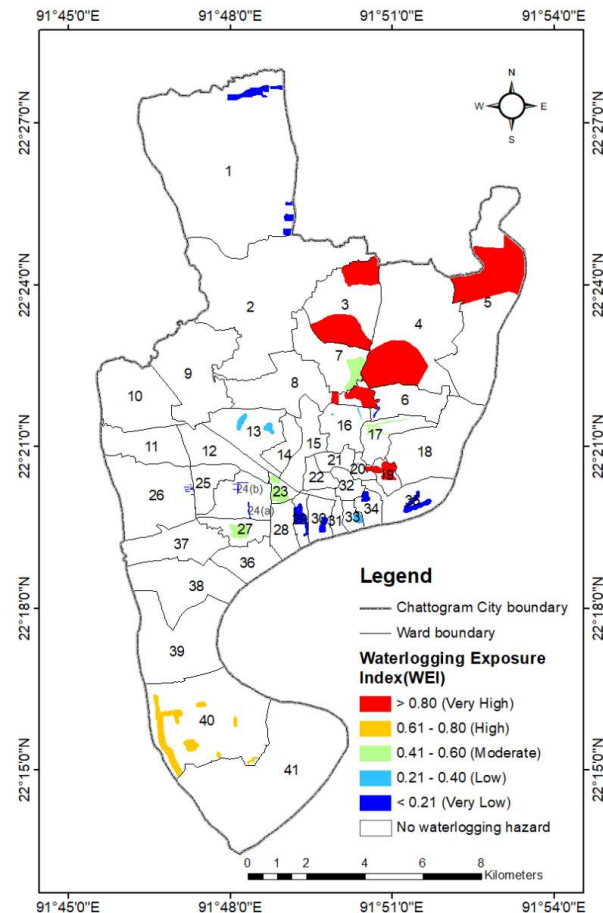 91°45'0"E 91°48'0"E 91°51'0"E 91°54'0"E
N
W E
S
22°27'0"N 22°27'0"N
1
22°24'0"N 22°24'0"N
2 3 4 5
7
9 8
10 6
22°21'0"N 22°21'0"N
13 16 17
11 12 14 15 18
21 20 19
26 25 24(b) 23 22 32
24(a) 35
27 28 29 30 31 33 34
37 36
22°18'0"N 22°18'0"N
38
39
40
41
22°15'0"N 22°15'0"N
Legend
Chattogram City boundary
Ward boundary
Waterlogging Exposure
Index(WEI)
> 0.80 (Very High)
0.61 - 0.80 (High)
0.41 - 0.60 (Moderate)
0.21 - 0.40 (Low)
< 0.21 (Very Low)
No waterlogging hazard
0 1 2 4 6 8
Kilometers
91°45'0"E 91°48'0"E 91°51'0"E 91°54'0"E